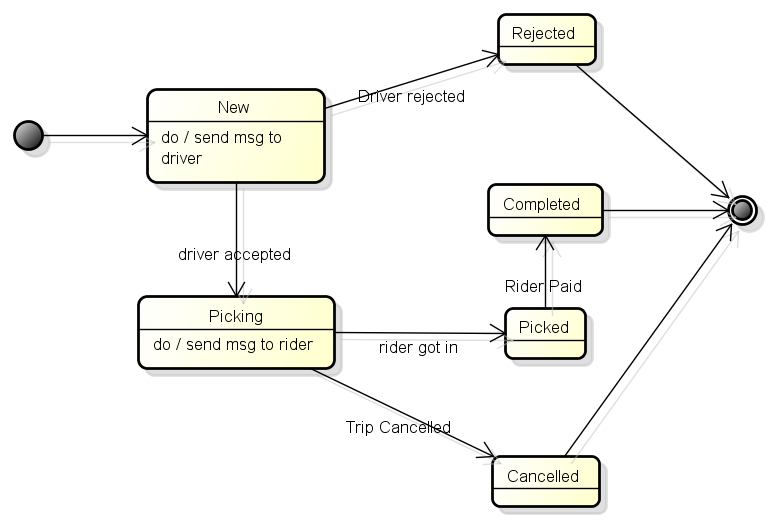 Rejected
Driver rejected
New
do / send msg to
driver
Completed
driver accepted
Rider Paid
Picking
do / send msg to rider
Picked
rider got in
Trip Cancelled
Cancelled